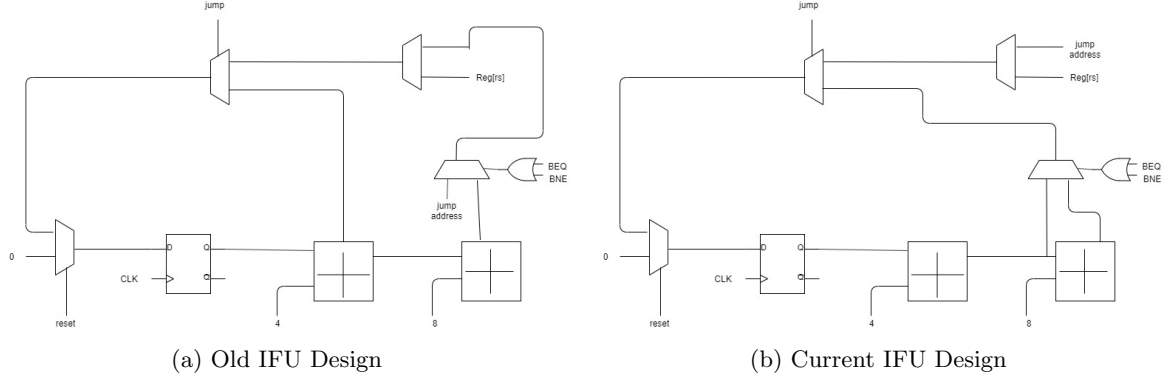 jump
jump
Reg[rs]
jump
address
Reg[rs]
BEQ
BNE
jump
address
BEQ
BNE
0
D
Q
CLK
Q
reset
4
8
0
D
Q
CLK
Q
reset
4
8
(a) Old IFU Design
(b) Current IFU Design